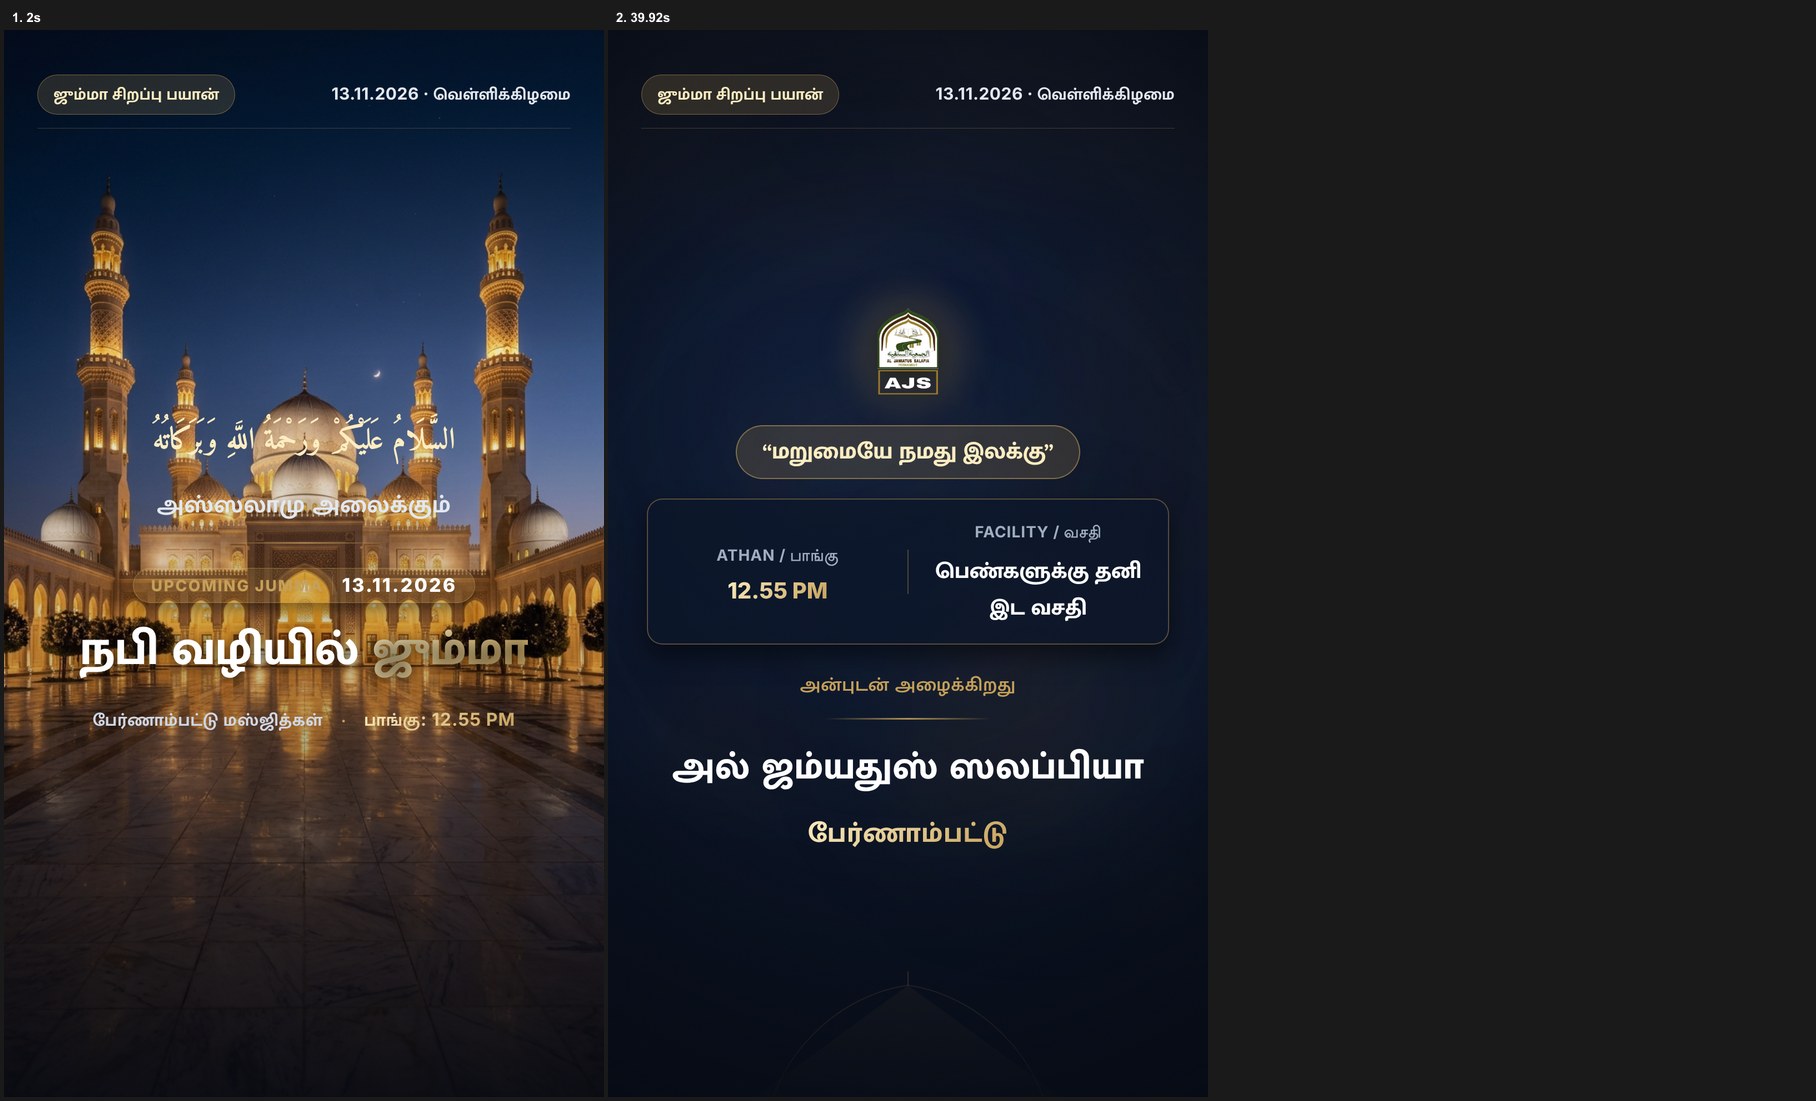 1. 2s
ஜும்மா சிறப்பு பயான்
13.11.2026 · வெள்ளிக்கிழமை
السَّلَامُ عَلَيْكُمْ وَرَحْمَةُ اللَّهِ وَبَرَكَاتُهُ
அஸ்ஸலாமு அலைக்கும்
UPCOMING 13.11.2026
நபி வழியில் ஜும்மா
பேர்ணாம்பட்டு மஸ்ஜித்கள் · பாங்கு: 12.55 PM
2. 39.92s
ஜும்மா சிறப்பு பயான்
13.11.2026 · வெள்ளிக்கிழமை
AJS
“மறுமையே நமது இலக்கு”
ATHAN / பாங்கு
12.55 PM
FACILITY / வசதி
பெண்களுக்கு தனி
இட வசதி
அன்புடன் அழைக்கிறது
அல் ஜம்யதுஸ் ஸலப்பியா
பேர்ணாம்பட்டு